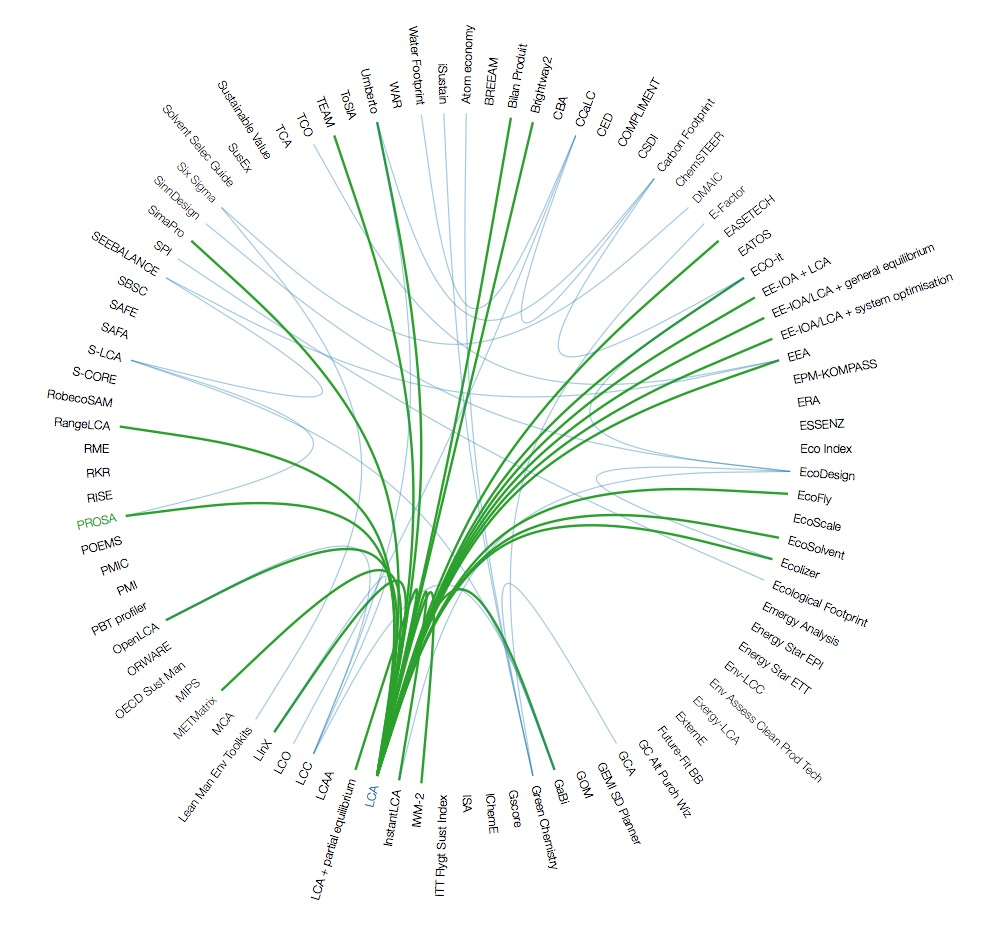 Atom economy
BREEAM
Bilan Produit
Brightway2
CBA
CCaLC
CED
COMPLIMENT
CSDI
Carbon Footprint
ChemSTEER
DMAIC
E-Factor
EASETECH
EATOS
ECO-it
EE-IOA + LCA
EE-IOA/LCA + general equilibrium
EE-IOA/LCA + system optimisation
EEA
EPM-KOMPASS
ERA
ESSENZ
Eco Index
EcoDesign
EcoFly
EcoScale
EcoSolvent
Ecolizer
Ecological Footprint
Emergy Analysis
Energy Star EPI
Energy Star ETT
Env-LCC
Env Assess Clean Prod Tech
Exergy-LCA
ExternE
Future-Fit BB
GC Alt Purch Wiz
GCA
GEMI SD Planner
GOM
GaBi
Green Chemistry
Gscore
IChemE
ISA
ITT Flygt Sust Index
IWM-2
InstantLCA
LCA
LCA + partial equilibrium
LCAA
LCC
LCO
LInX
Lean Man Env Toolkits
MCA
METMatrix
MIPS
OECD Sust Man
ORWARE
OpenLCA
PBT profiler
PMI
PMIC
POEMS
PROSA
RISE
RKR
RME
RangeLCA
RobecoSAM
S-CORE
S-LCA
SAFA
SAFE
SBSC
SEEBALANCE
SPI
SimaPro
SinnDesign
Six Sigma
Solvent Selec Guide
SusEx
Sustainable Value
TCA
TCO
TEAM
ToSIA
Umberto
WAR
Water Footprint
iSustain